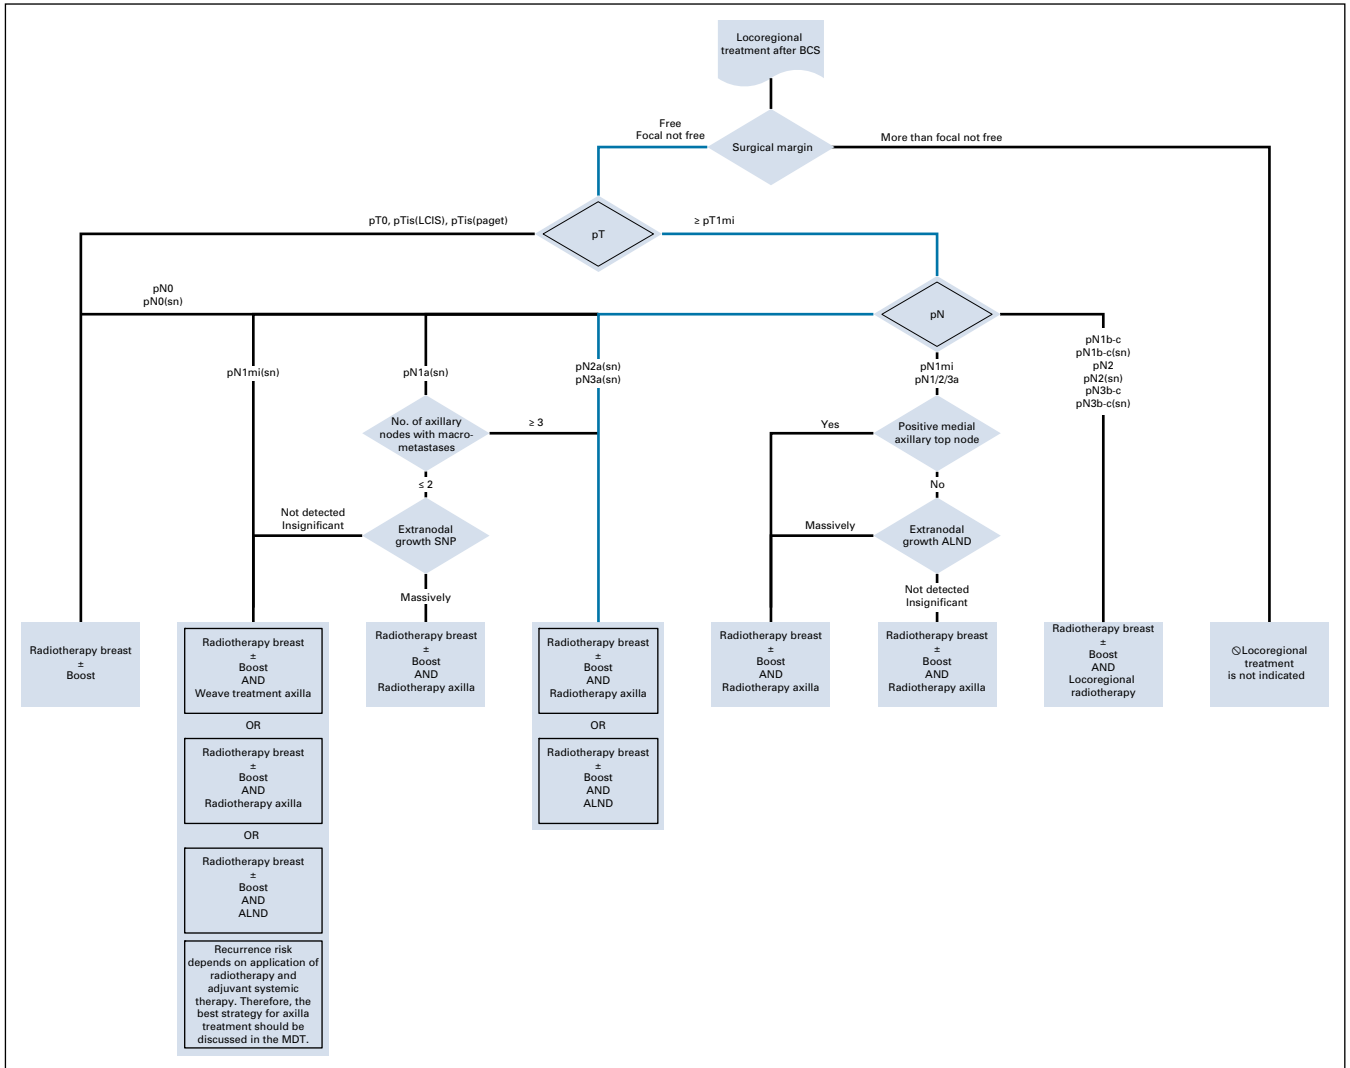 Locoregional
treatment after BCS
Free
Focal not free
Surgical margin
More than focal not free
pT0, pTis(LCIS), pTis(paget)
pT
≥ pT1mi
pN0
pN0(sn)
pN
pN1mi(sn)
pN1a(sn)
pN2a(sn)
pN3a(sn)
pN1mi
pN1/2/3a
pN1b-c
pN1b-c(sn)
pN2
pN2(sn)
pN3b-c
pN3b-c(sn)
No. of axillary
nodes with macro-
metastases
≥ 3
Yes
Positive medial
axillary top node
≤ 2
No
Not detected
Insignificant
Extranodal
growth SNP
Massively
Extranodal
growth ALND
Massively
Not detected
Insignificant
Radiotherapy breast
±
Boost
Radiotherapy breast
±
Boost
AND
Weave treatment axilla
OR
Radiotherapy breast
±
Boost
AND
Radiotherapy axilla
OR
Radiotherapy breast
±
Boost
AND
ALND
Recurrence risk
depends on application of
radiotherapy and
adjuvant systemic
therapy. Therefore, the
best strategy for axilla
treatment should be
discussed in the MDT.
Radiotherapy breast
±
Boost
AND
Radiotherapy axilla
Radiotherapy breast
±
Boost
AND
Radiotherapy axilla
OR
Radiotherapy breast
±
Boost
AND
ALND
Radiotherapy breast
±
Boost
AND
Radiotherapy axilla
Radiotherapy breast
±
Boost
AND
Radiotherapy axilla
Radiotherapy breast
±
Boost
AND
Locoregional
radiotherapy
🛇Locoregional
treatment
is not indicated